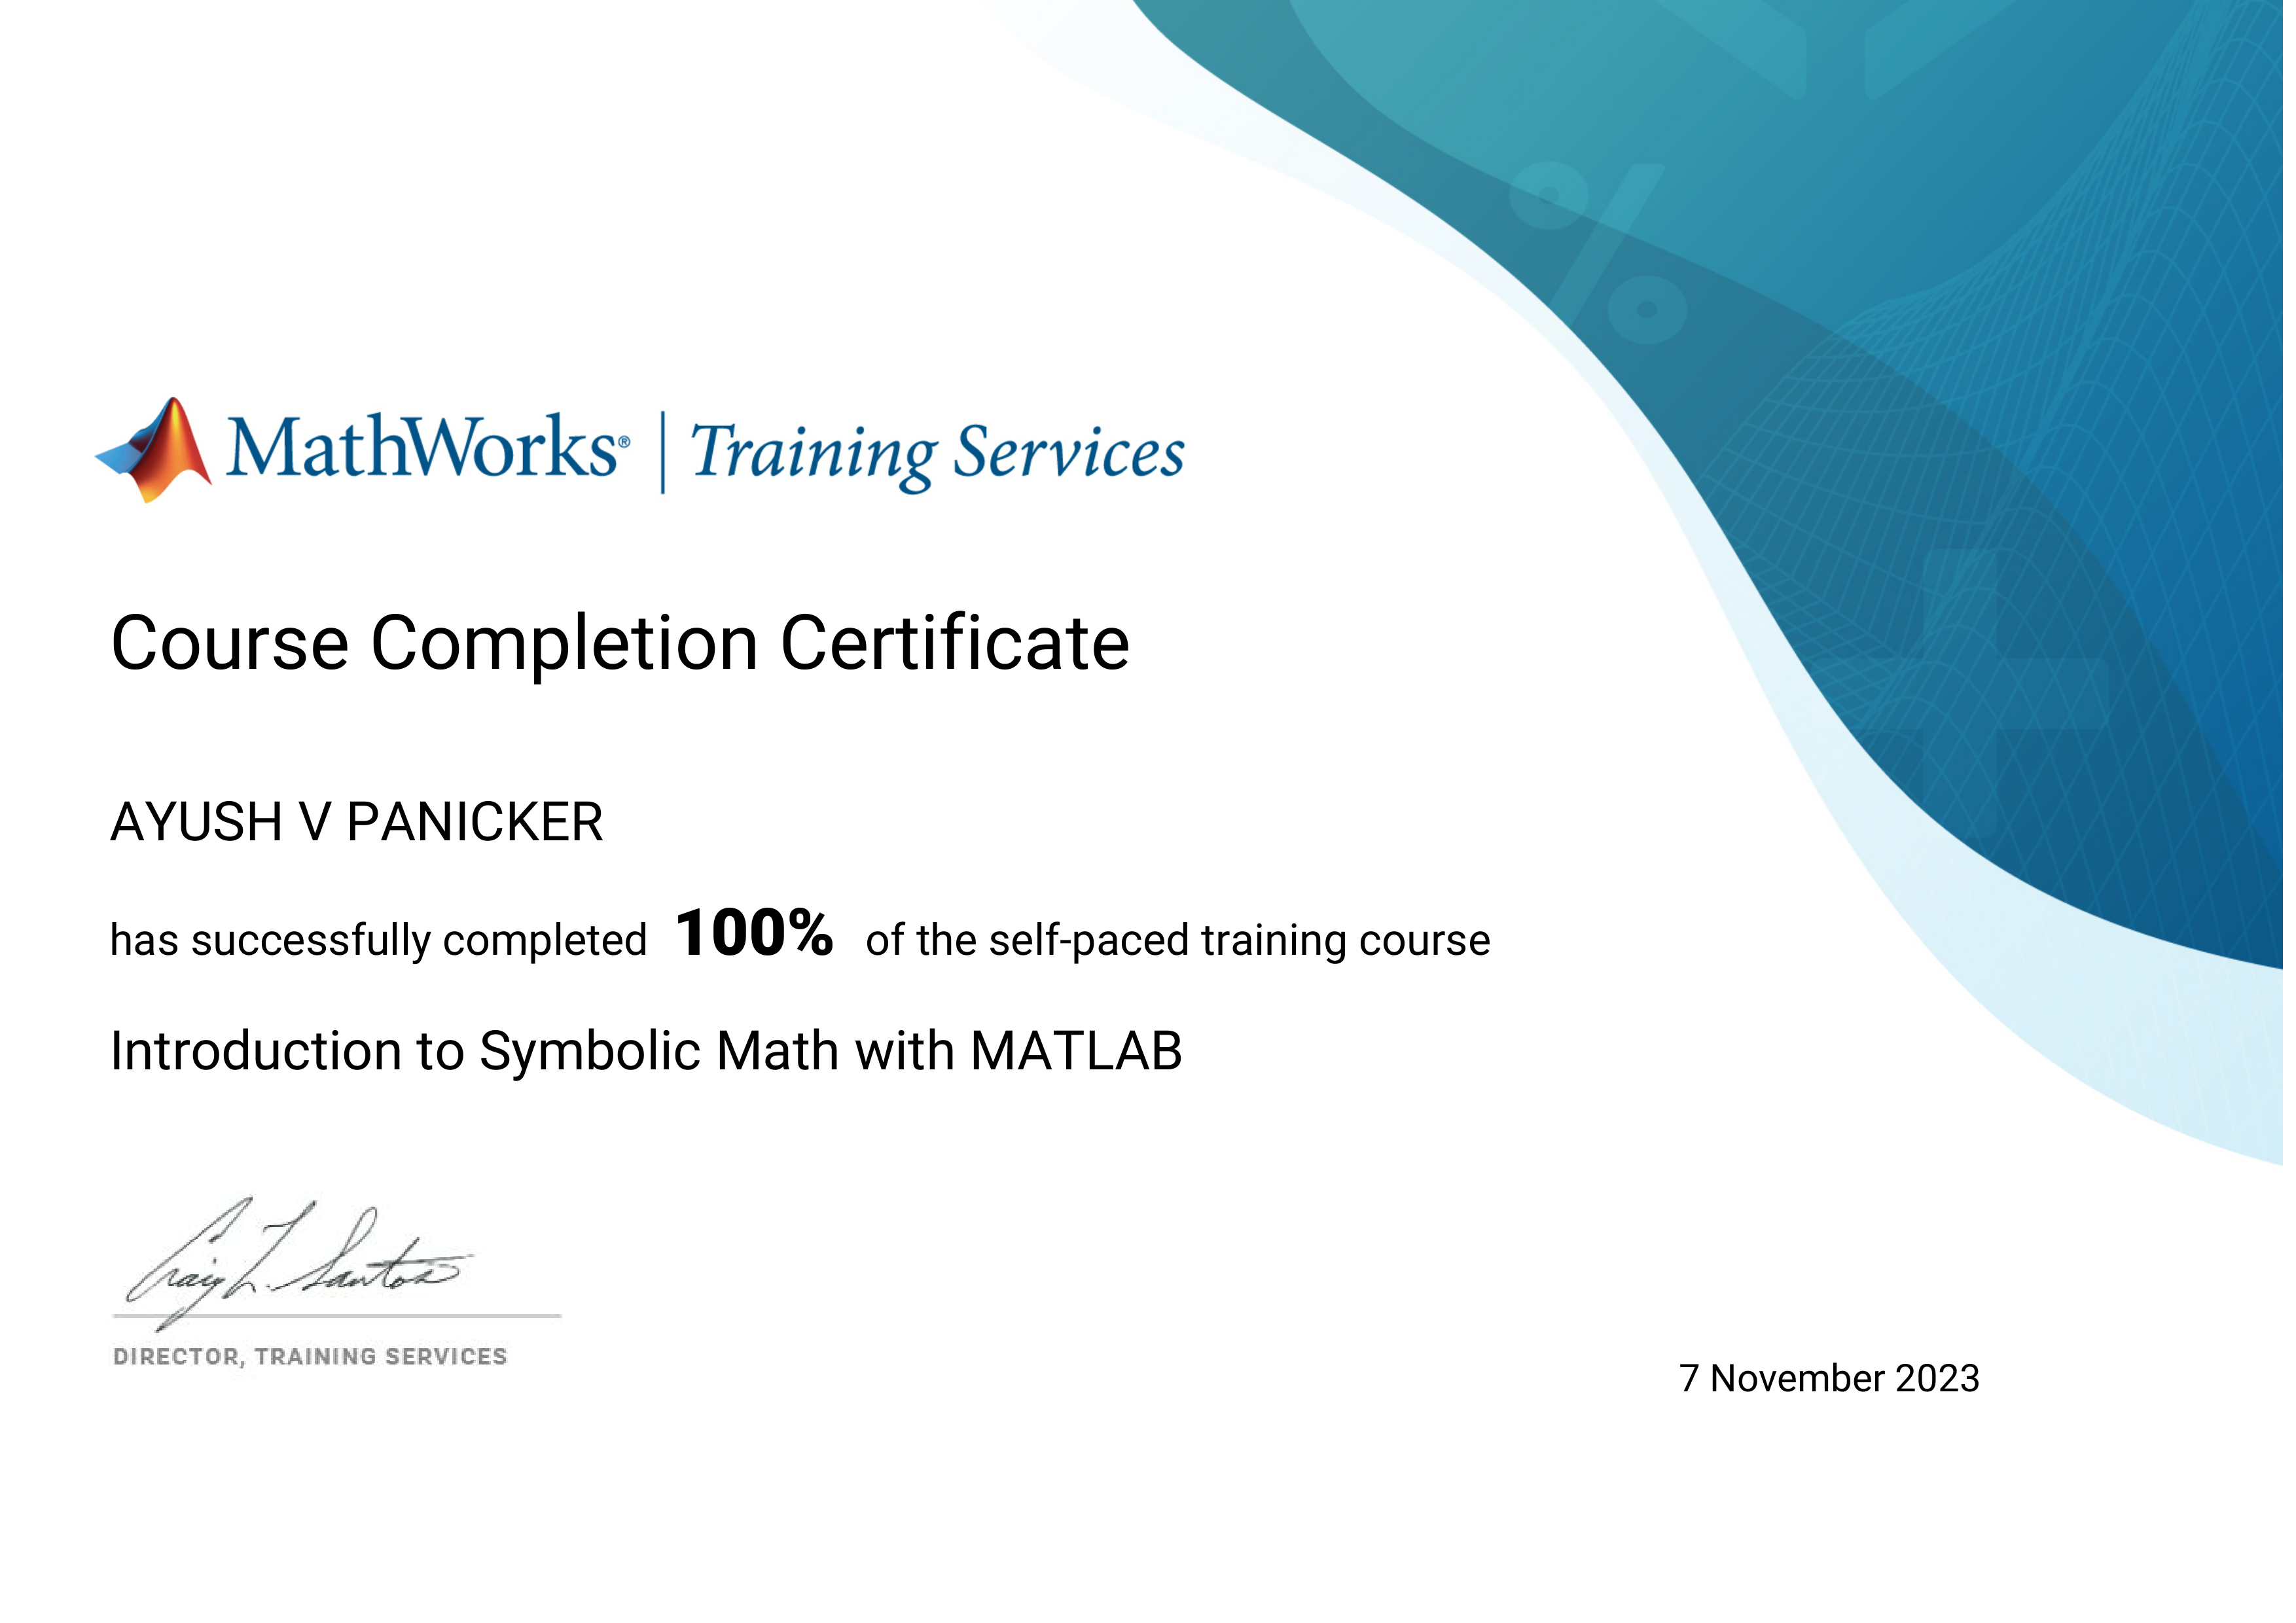 MathWorks® | Training Services
Course Completion Certificate
AYUSH V PANICKER
has successfully completed 100% of the self-paced training course
Introduction to Symbolic Math with MATLAB
Craig L. Santos
DIRECTOR, TRAINING SERVICES
7 November 2023